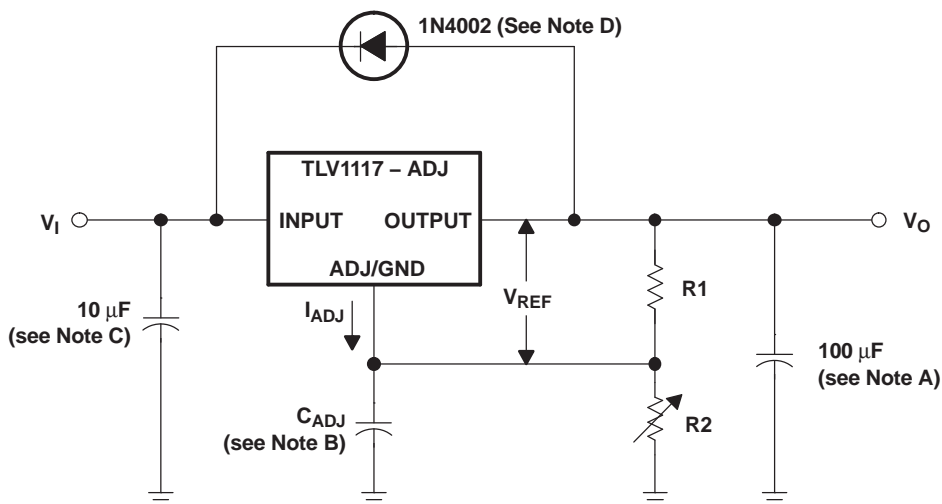 1N4002 (See Note D)
TLV1117 – ADJ
V_I
INPUT
OUTPUT
V_O
ADJ/GND
I_ADJ
V_REF
R1
10 μF
(see Note C)
100 μF
(see Note A)
C_ADJ
(see Note B)
R2